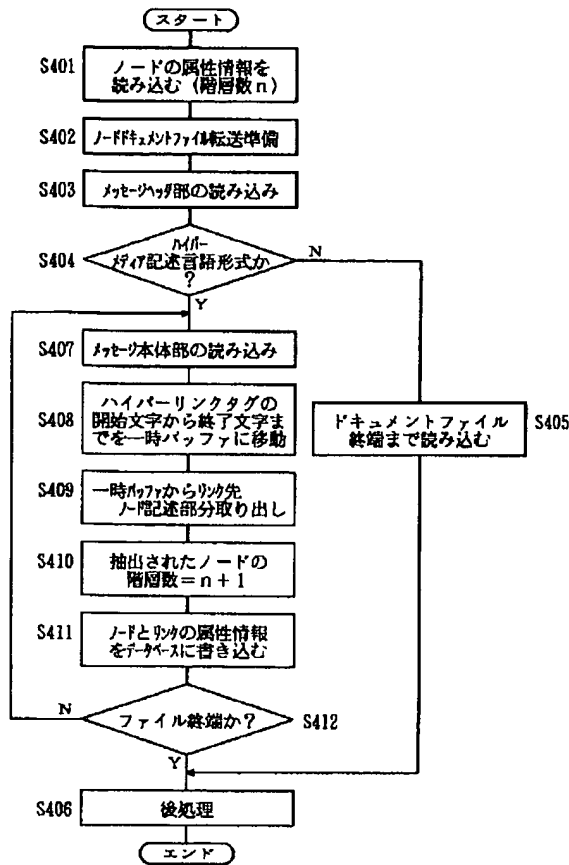 スタート
S401
ノードの属性情報を
読み込む(階層数n)
S402
ノードドキュメントファイル転送準備
S403
メッセージヘッダ部の読み込み
S404
ハイパー
メディア記述言語形式か
?
N
Y
S407
メッセージ本体部の読み込み
S408
ハイパーリンクタグの
開始文字から終了文字ま
でを一時バッファに移動
ドキュメントファイル
終端まで読み込む
S405
S409
一時バッファからリンク先
ノード記述部分取り出し
S410
抽出されたノードの
階層数=n+1
S411
ノードとリンクの属性情報
をデータベースに書き込む
N
ファイル終端か?
S412
Y
S406
後処理
エンド